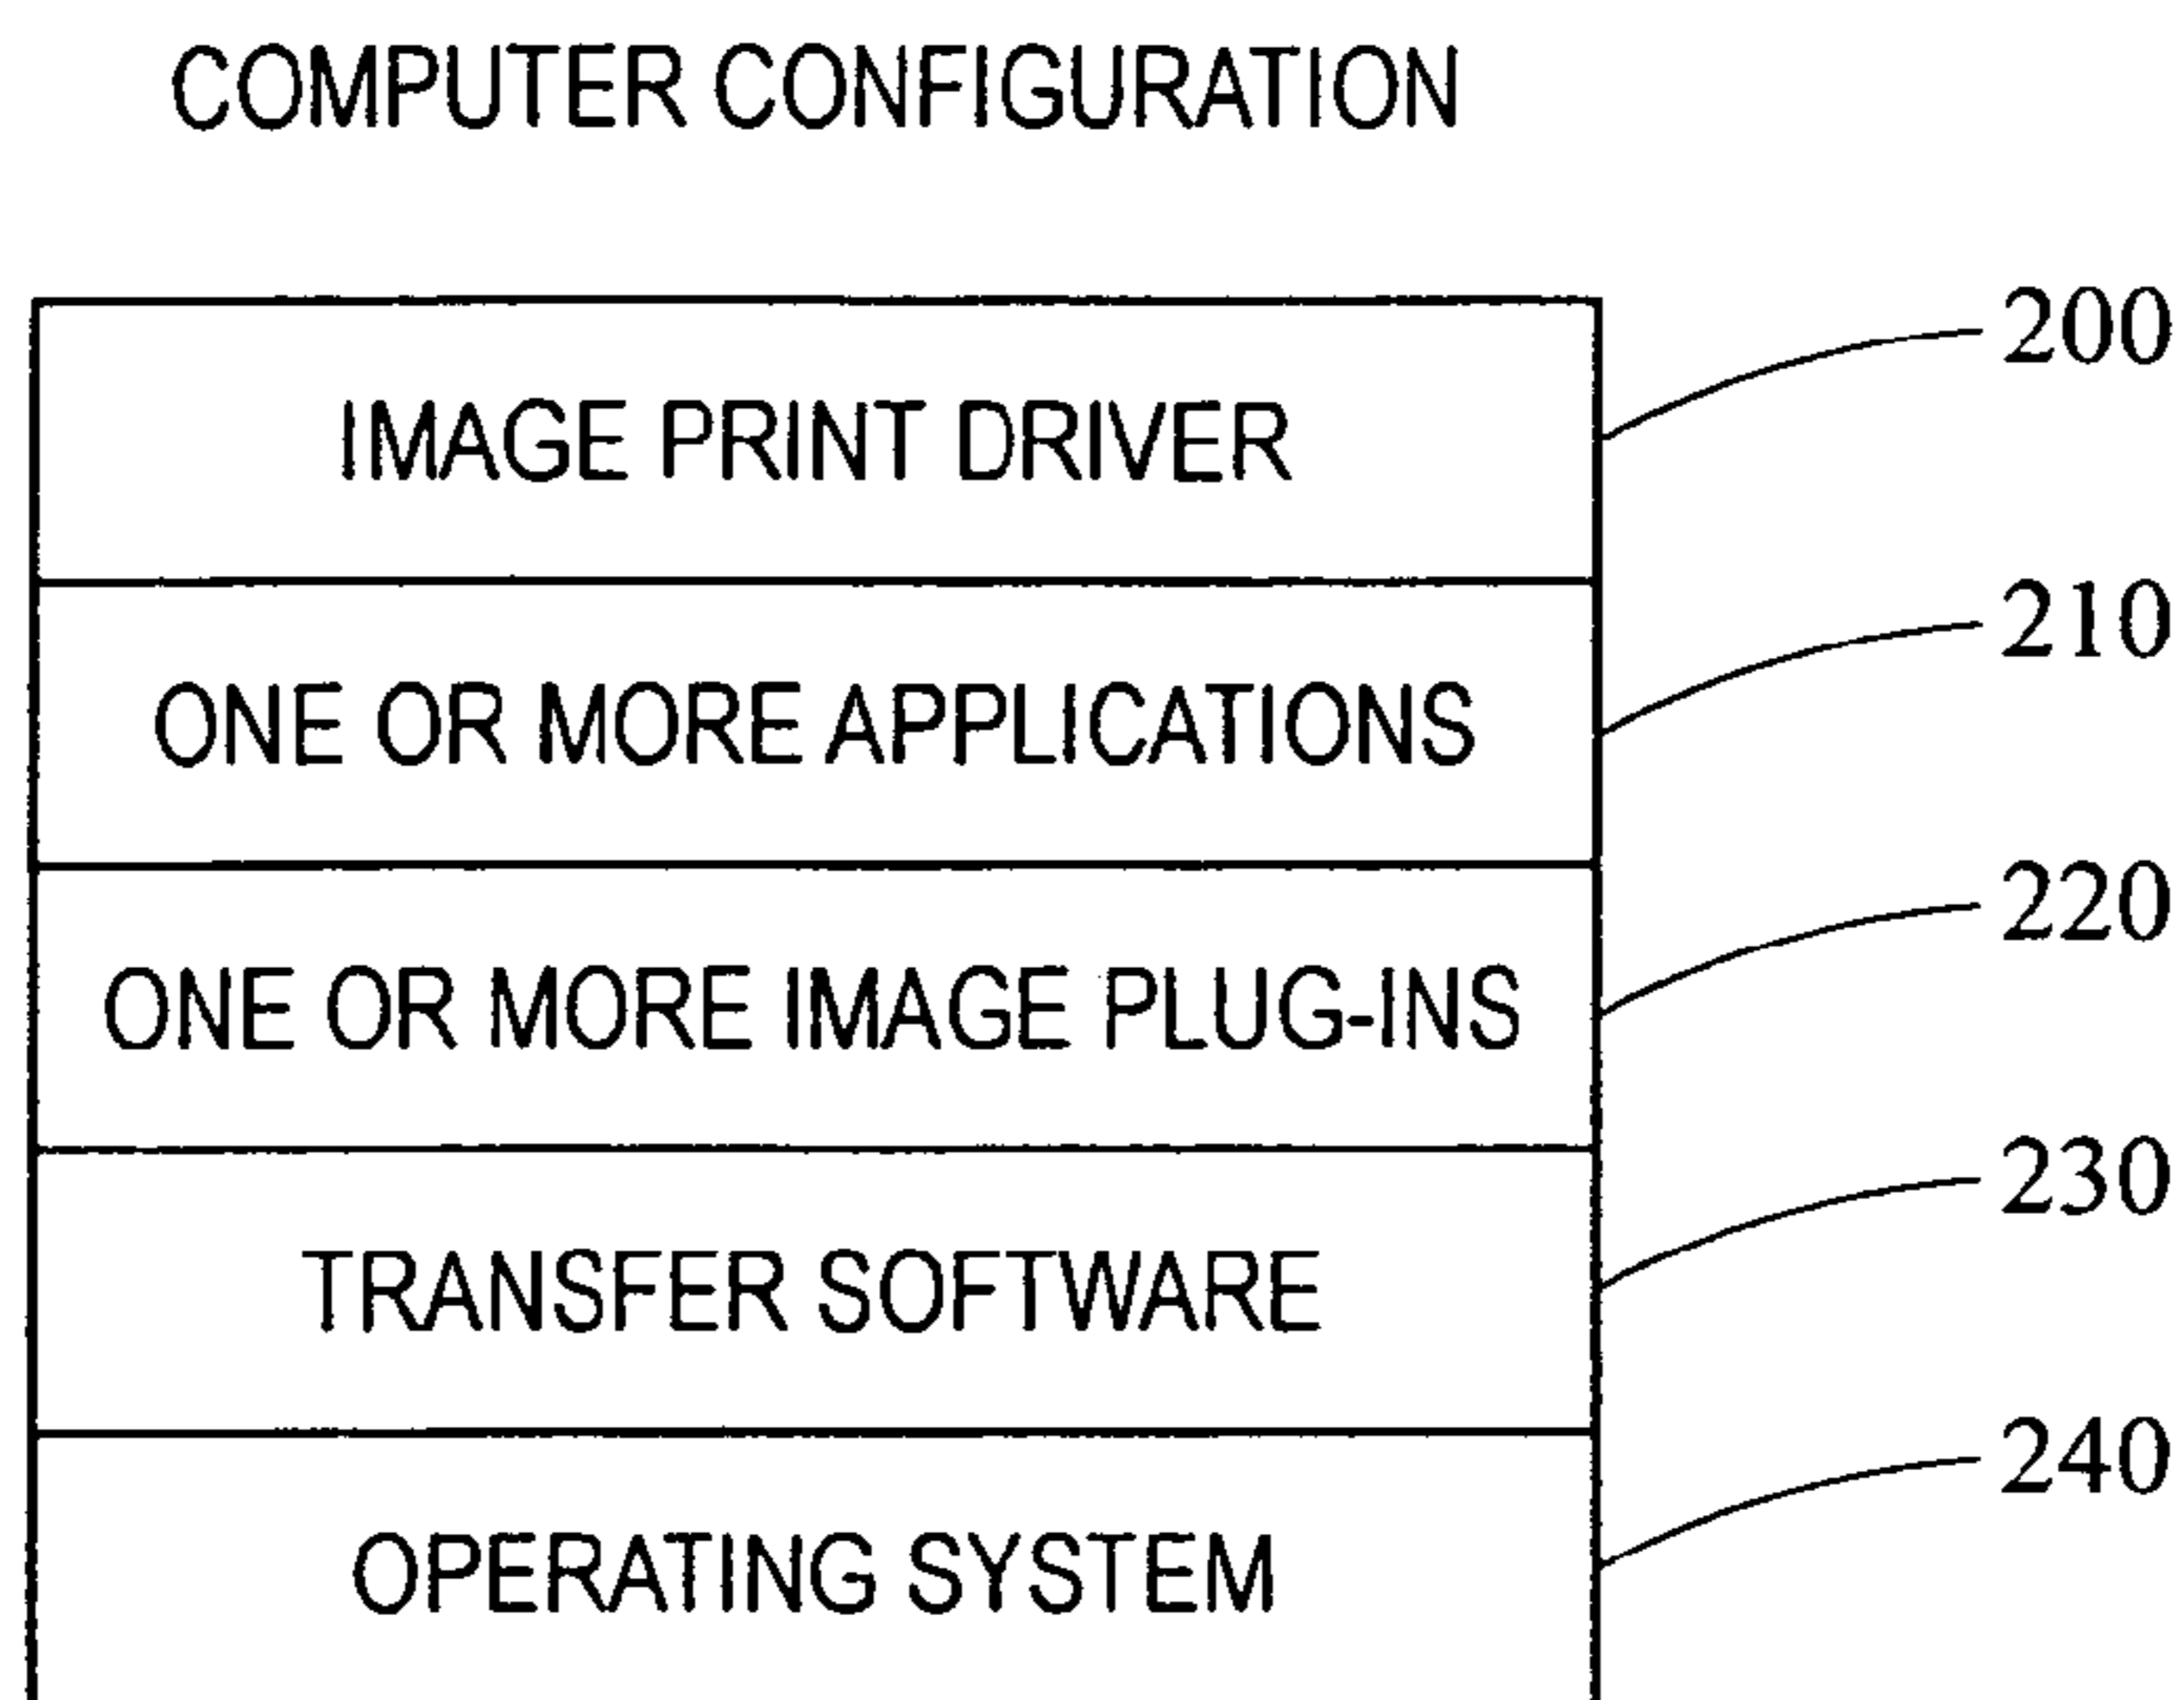 COMPUTER CONFIGURATION
IMAGE PRINT DRIVER
200
ONE OR MORE APPLICATIONS
210
ONE OR MORE IMAGE PLUG-INS
220
TRANSFER SOFTWARE
230
OPERATING SYSTEM
240